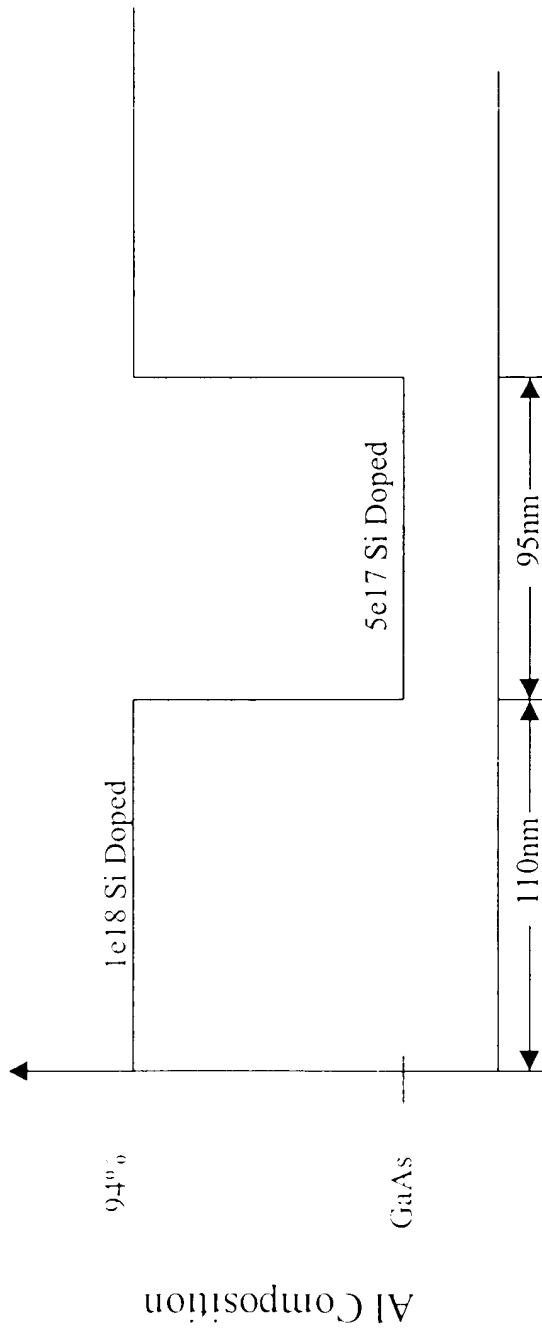 94%
1e18 Si Doped
5e17 Si Doped
GaAs
110nm
95nm
Al Composition